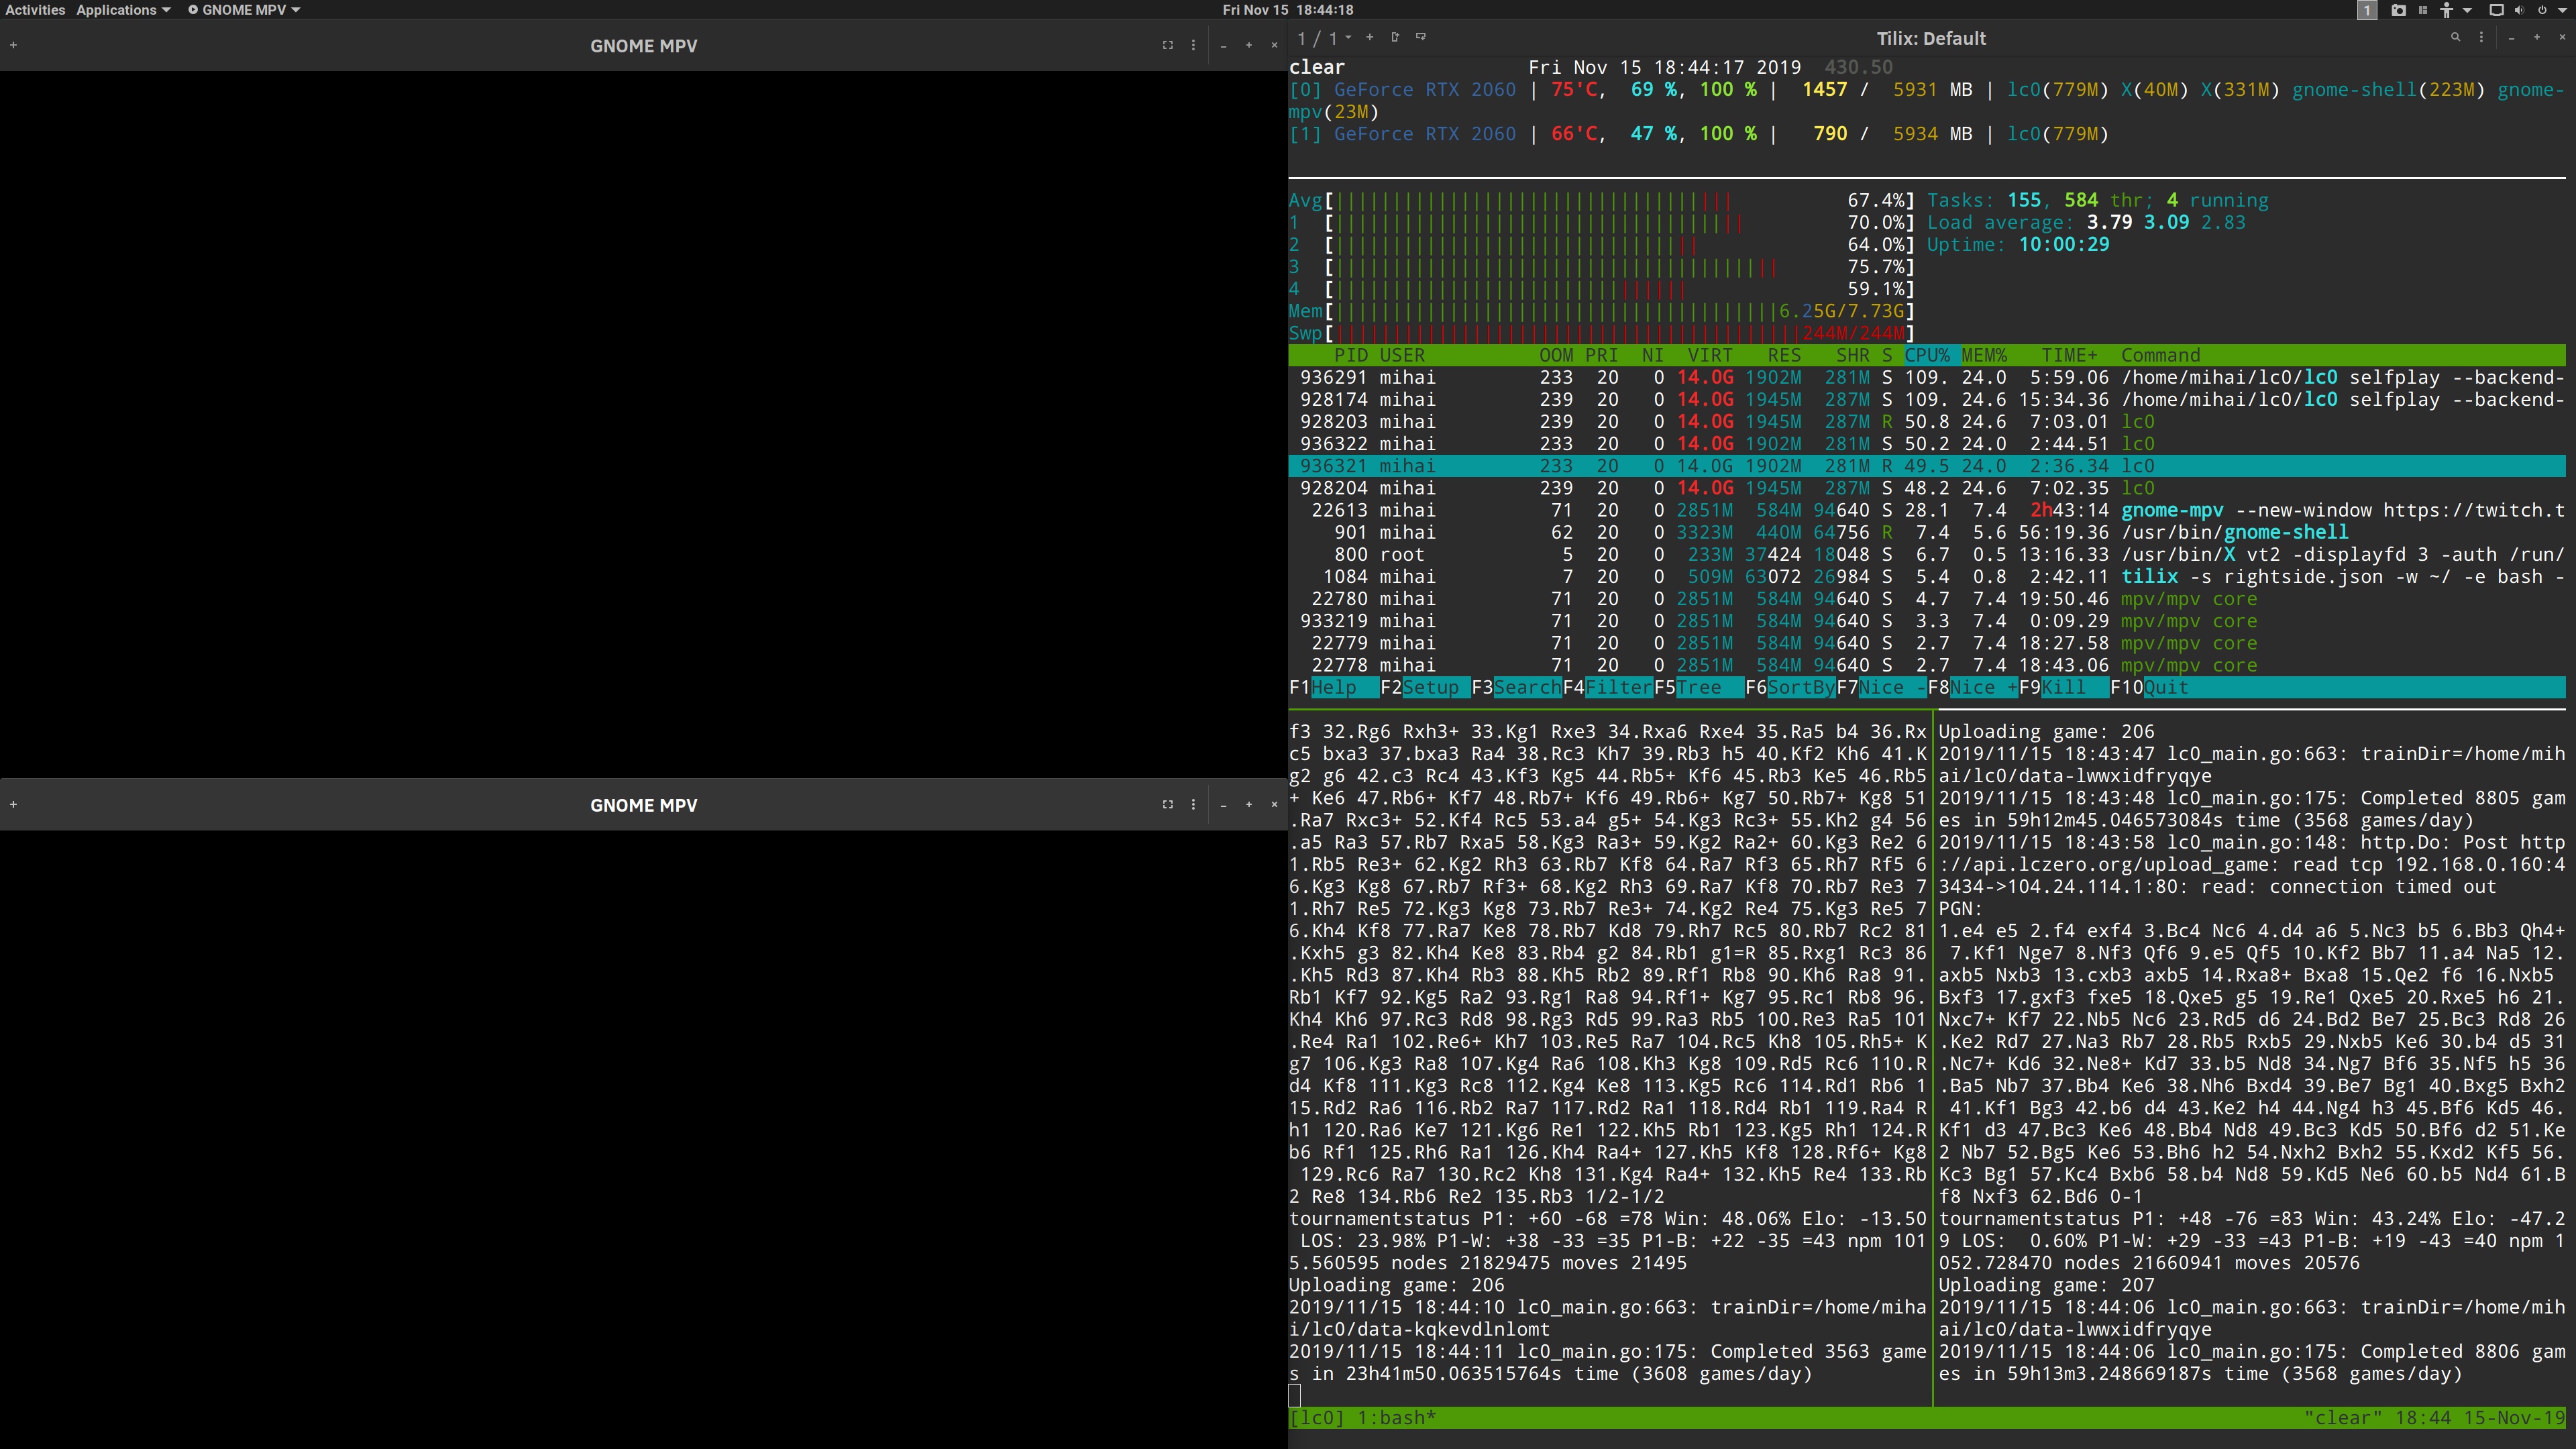 Activities Applications GNOME MPV Fri Nov 15 18:44:18 1
GNOME MPV
GNOME MPV
1 / 1 Tilix: Default
clear Fri Nov 15 18:44:17 2019 430.50
[0] GeForce RTX 2060 | 75'C, 69 %, 100 % | 1457 / 5931 MB | lc0(779M) X(40M) X(331M) gnome-shell(223M) gnome-
mpv(23M)
[1] GeForce RTX 2060 | 66'C, 47 %, 100 % | 790 / 5934 MB | lc0(779M)
Avg[ 67.4%] Tasks: 155, 584 thr; 4 running
1 [ 70.0%] Load average: 3.79 3.09 2.83
2 [ 64.0%] Uptime: 10:00:29
3 [ 75.7%]
4 [ 59.1%]
Mem[ 6.25G/7.73G]
Swp[ 244M/244M]
PID USER OOM PRI NI VIRT RES SHR S CPU% MEM% TIME+ Command
936291 mihai 233 20 0 14.0G 1902M 281M S 109. 24.0 5:59.06 /home/mihai/lc0/lc0 selfplay --backend-
928174 mihai 239 20 0 14.0G 1945M 287M S 109. 24.6 15:34.36 /home/mihai/lc0/lc0 selfplay --backend-
928203 mihai 239 20 0 14.0G 1945M 287M R 50.8 24.6 7:03.01 lc0
936322 mihai 233 20 0 14.0G 1902M 281M S 50.2 24.0 2:44.51 lc0
936321 mihai 233 20 0 14.0G 1902M 281M R 49.5 24.0 2:36.34 lc0
928204 mihai 239 20 0 14.0G 1945M 287M S 48.2 24.6 7:02.35 lc0
22613 mihai 71 20 0 2851M 584M 94640 S 28.1 7.4 2h43:14 gnome-mpv --new-window https://twitch.t
901 mihai 62 20 0 3323M 440M 64756 R 7.4 5.6 56:19.36 /usr/bin/gnome-shell
800 root 5 20 0 233M 37424 18048 S 6.7 0.5 13:16.33 /usr/bin/X vt2 -displayfd 3 -auth /run/
1084 mihai 7 20 0 509M 63072 26984 S 5.4 0.8 2:42.11 tilix -s rightside.json -w ~/ -e bash -
22780 mihai 71 20 0 2851M 584M 94640 S 4.7 7.4 19:50.46 mpv/mpv core
933219 mihai 71 20 0 2851M 584M 94640 S 3.3 7.4 0:09.29 mpv/mpv core
22779 mihai 71 20 0 2851M 584M 94640 S 2.7 7.4 18:27.58 mpv/mpv core
22778 mihai 71 20 0 2851M 584M 94640 S 2.7 7.4 18:43.06 mpv/mpv core
F1Help F2Setup F3SearchF4FilterF5Tree F6SortByF7Nice -F8Nice +F9Kill F10Quit
f3 32.Rg6 Rxh3+ 33.Kg1 Rxe3 34.Rxa6 Rxe4 35.Ra5 b4 36.Rx
c5 bxa3 37.bxa3 Ra4 38.Rc3 Kh7 39.Rb3 h5 40.Kf2 Kh6 41.K
g2 g6 42.c3 Rc4 43.Kf3 Kg5 44.Rb5+ Kf6 45.Rb3 Ke5 46.Rb5
+ Ke6 47.Rb6+ Kf7 48.Rb7+ Kf6 49.Rb6+ Kg7 50.Rb7+ Kg8 51
.Ra7 Rxc3+ 52.Kf4 Rc5 53.a4 g5+ 54.Kg3 Rc3+ 55.Kh2 g4 56
.a5 Ra3 57.Rb7 Rxa5 58.Kg3 Ra3+ 59.Kg2 Ra2+ 60.Kg3 Re2 6
1.Rb5 Re3+ 62.Kg2 Rh3 63.Rb7 Kf8 64.Ra7 Rf3 65.Rh7 Rf5 6
6.Kg3 Kg8 67.Rb7 Rf3+ 68.Kg2 Rh3 69.Ra7 Kf8 70.Rb7 Re3 7
1.Rh7 Re5 72.Kg3 Kg8 73.Rb7 Re3+ 74.Kg2 Re4 75.Kg3 Re5 7
6.Kh4 Kf8 77.Ra7 Ke8 78.Rb7 Kd8 79.Rh7 Rc5 80.Rb7 Rc2 81
.Kxh5 g3 82.Kh4 Ke8 83.Rb4 g2 84.Rb1 g1=R 85.Rxg1 Rc3 86
.Kh5 Rd3 87.Kh4 Rb3 88.Kh5 Rb2 89.Rf1 Rb8 90.Kh6 Ra8 91.
Rb1 Kf7 92.Kg5 Ra2 93.Rg1 Ra8 94.Rf1+ Kg7 95.Rc1 Rb8 96.
Kh4 Kh6 97.Rc3 Rd8 98.Rg3 Rd5 99.Ra3 Rb5 100.Re3 Ra5 101
.Re4 Ra1 102.Re6+ Kh7 103.Re5 Ra7 104.Rc5 Kh8 105.Rh5+ K
g7 106.Kg3 Ra8 107.Kg4 Ra6 108.Kh3 Kg8 109.Rd5 Rc6 110.R
d4 Kf8 111.Kg3 Rc8 112.Kg4 Ke8 113.Kg5 Rc6 114.Rd1 Rb6 1
15.Rd2 Ra6 116.Rb2 Ra7 117.Rd2 Ra1 118.Rd4 Rb1 119.Ra4 R
h1 120.Ra6 Ke7 121.Kg6 Re1 122.Kh5 Rb1 123.Kg5 Rh1 124.R
b6 Rf1 125.Rh6 Ra1 126.Kh4 Ra4+ 127.Kh5 Kf8 128.Rf6+ Kg8
129.Rc6 Ra7 130.Rc2 Kh8 131.Kg4 Ra4+ 132.Kh5 Re4 133.Rb
2 Re8 134.Rb6 Re2 135.Rb3 1/2-1/2
tournamentstatus P1: +60 -68 =78 Win: 48.06% Elo: -13.50
LOS: 23.98% P1-W: +38 -33 =35 P1-B: +22 -35 =43 npm 101
5.560595 nodes 21829475 moves 21495
Uploading game: 206
2019/11/15 18:44:10 lc0_main.go:663: trainDir=/home/miha
i/lc0/data-kqkevdlnlomt
2019/11/15 18:44:11 lc0_main.go:175: Completed 3563 game
s in 23h41m50.063515764s time (3608 games/day)
Uploading game: 206
2019/11/15 18:43:47 lc0_main.go:663: trainDir=/home/mih
ai/lc0/data-lwwxidfryqye
2019/11/15 18:43:48 lc0_main.go:175: Completed 8805 gam
es in 59h12m45.046573084s time (3568 games/day)
2019/11/15 18:43:58 lc0_main.go:148: http.Do: Post http
://api.lczero.org/upload_game: read tcp 192.168.0.160:4
3434->104.24.114.1:80: read: connection timed out
PGN:
1.e4 e5 2.f4 exf4 3.Bc4 Nc6 4.d4 a6 5.Nc3 b5 6.Bb3 Qh4+
7.Kf1 Nge7 8.Nf3 Qf6 9.e5 Qf5 10.Kf2 Bb7 11.a4 Na5 12.
axb5 Nxb3 13.cxb3 axb5 14.Rxa8+ Bxa8 15.Qe2 f6 16.Nxb5
Bxf3 17.gxf3 fxe5 18.Qxe5 g5 19.Re1 Qxe5 20.Rxe5 h6 21.
Nxc7+ Kf7 22.Nb5 Nc6 23.Rd5 d6 24.Bd2 Be7 25.Bc3 Rd8 26
.Ke2 Rd7 27.Na3 Rb7 28.Rb5 Rxb5 29.Nxb5 Ke6 30.b4 d5 31
.Nc7+ Kd6 32.Ne8+ Kd7 33.b5 Nd8 34.Ng7 Bf6 35.Nf5 h5 36
.Ba5 Nb7 37.Bb4 Ke6 38.Nh6 Bxd4 39.Be7 Bg1 40.Bxg5 Bxh2
41.Kf1 Bg3 42.b6 d4 43.Ke2 h4 44.Ng4 h3 45.Bf6 Kd5 46.
Kf1 d3 47.Bc3 Ke6 48.Bb4 Nd8 49.Bc3 Kd5 50.Bf6 d2 51.Ke
2 Nb7 52.Bg5 Ke6 53.Bh6 h2 54.Nxh2 Bxh2 55.Kxd2 Kf5 56.
Kc3 Bg1 57.Kc4 Bxb6 58.b4 Nd8 59.Kd5 Ne6 60.b5 Nd4 61.B
f8 Nxf3 62.Bd6 0-1
tournamentstatus P1: +48 -76 =83 Win: 43.24% Elo: -47.2
9 LOS: 0.60% P1-W: +29 -33 =43 P1-B: +19 -43 =40 npm 1
052.728470 nodes 21660941 moves 20576
Uploading game: 207
2019/11/15 18:44:06 lc0_main.go:663: trainDir=/home/mih
ai/lc0/data-lwwxidfryqye
2019/11/15 18:44:06 lc0_main.go:175: Completed 8806 gam
es in 59h13m3.248669187s time (3568 games/day)
[lc0] 1:bash* "clear" 18:44 15-Nov-19